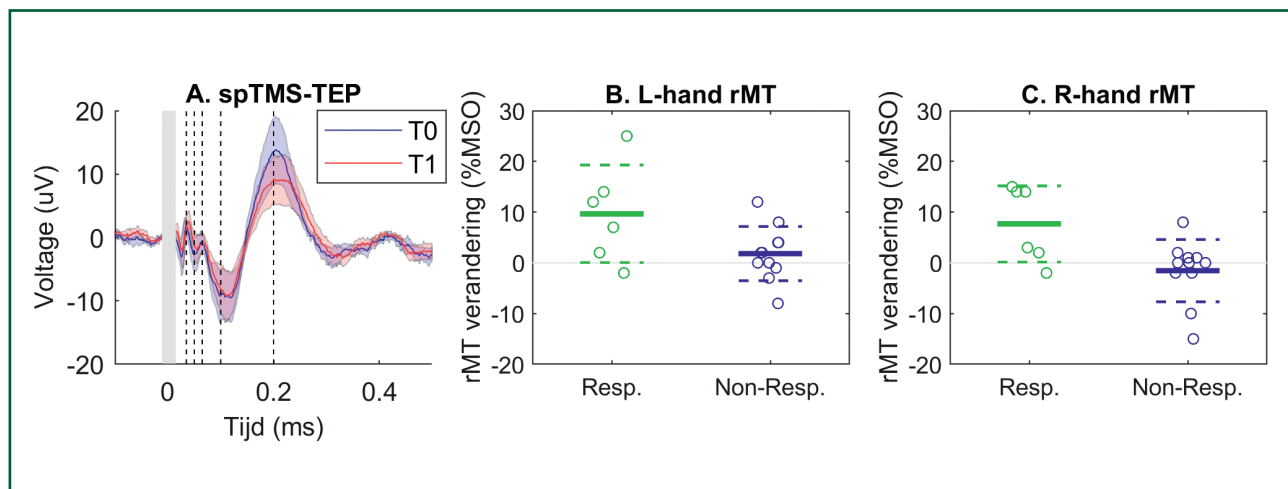 A. spTMS-TEP
20
10
0
-10
-20
Voltage (uV)
T0
T1
0
0.2
0.4
Tijd (ms)
B. L-hand rMT
30
20
10
0
-10
-20
rMT verandering (%MSO)
Resp.
Non-Resp.
C. R-hand rMT
30
20
10
0
-10
-20
rMT verandering (%MSO)
Resp.
Non-Resp.